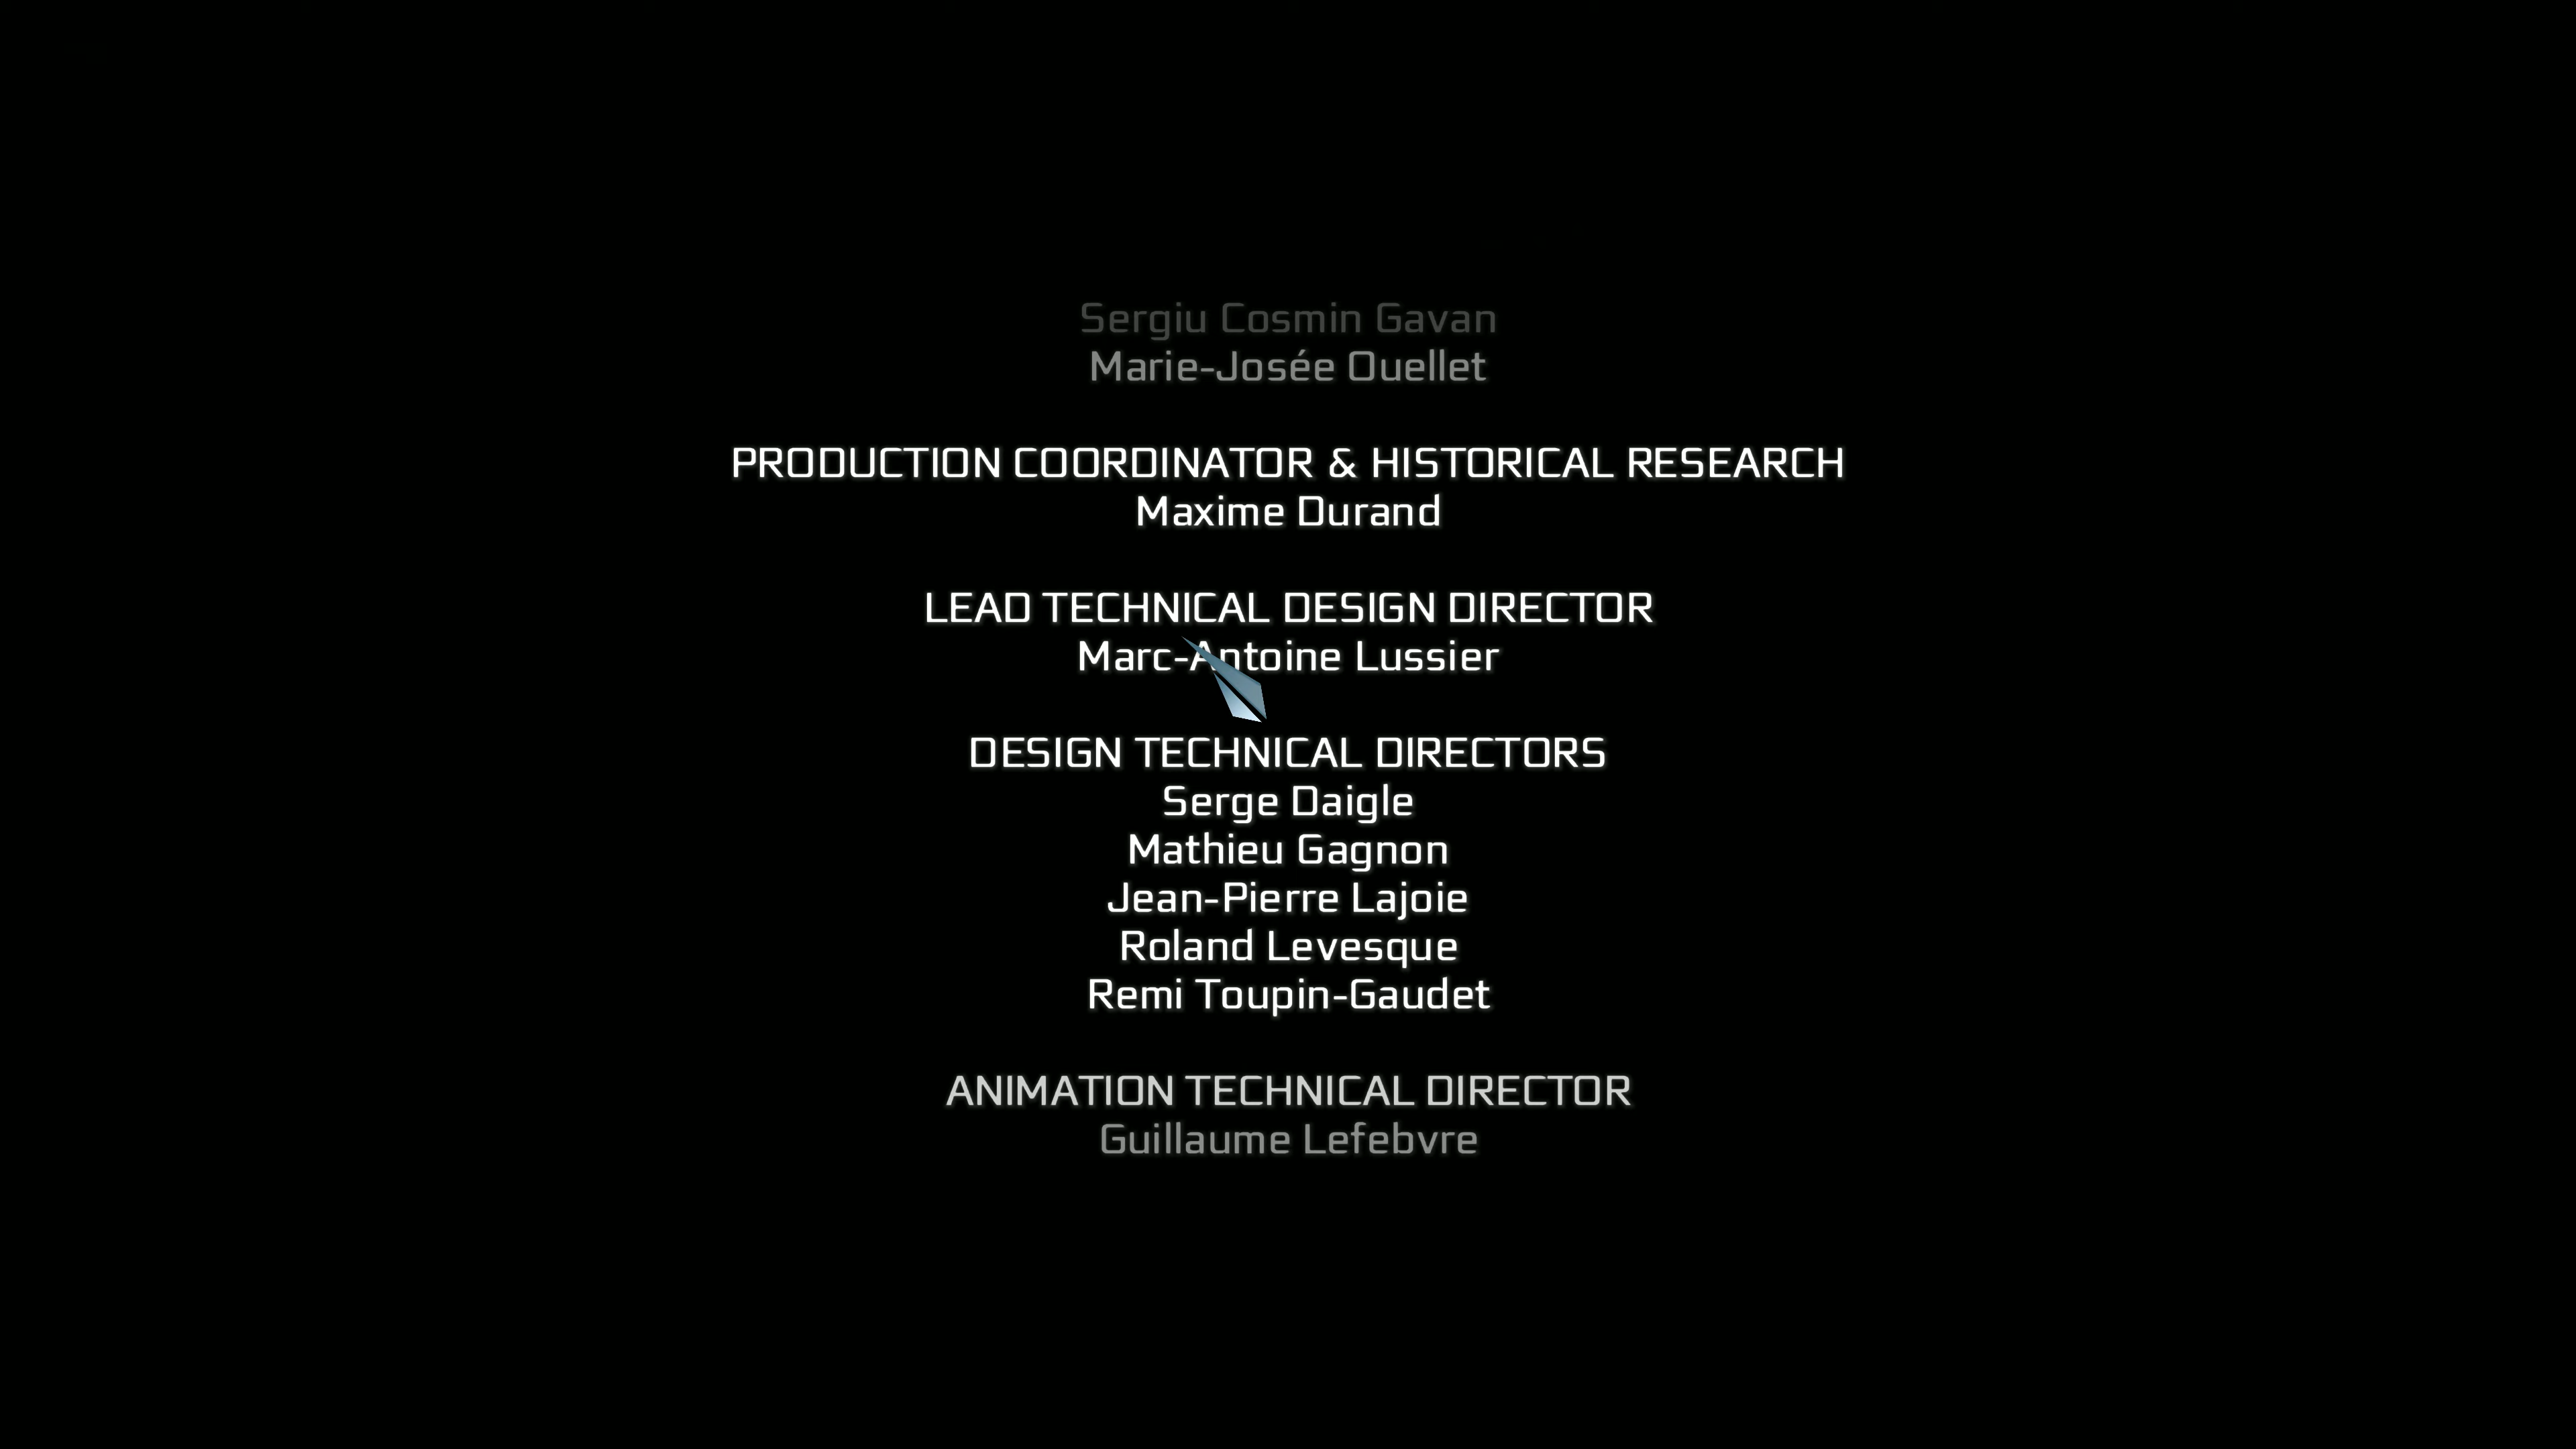 Sergiu Cosmin Gavan
Marie-Josée Ouellet
PRODUCTION COORDINATOR & HISTORICAL RESEARCH
Maxime Durand
LEAD TECHNICAL DESIGN DIRECTOR
Marc-Antoine Lussier
DESIGN TECHNICAL DIRECTORS
Serge Daigle
Mathieu Gagnon
Jean-Pierre Lajoie
Roland Levesque
Remi Toupin-Gaudet
ANIMATION TECHNICAL DIRECTOR
Guillaume Lefebvre